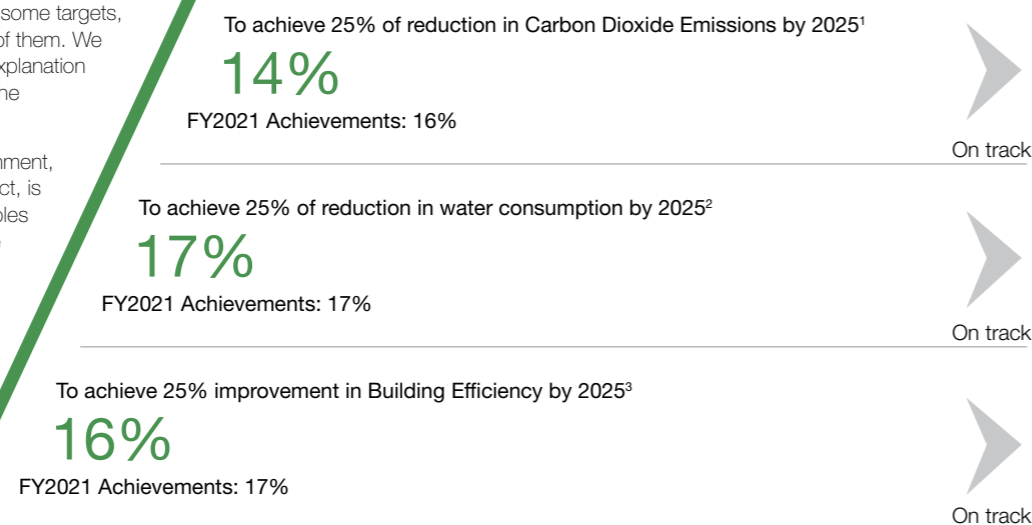 some targets,
of them. We
xplanation
nment,
ct, is
To achieve 25% of reduction in Carbon Dioxide Emissions by 2025¹
14%
FY2021 Achievements: 16%
On track
To achieve 25% of reduction in water consumption by 2025²
17%
FY2021 Achievements: 17%
On track
To achieve 25% improvement in Building Efficiency by 2025³
16%
FY2021 Achievements: 17%
On track